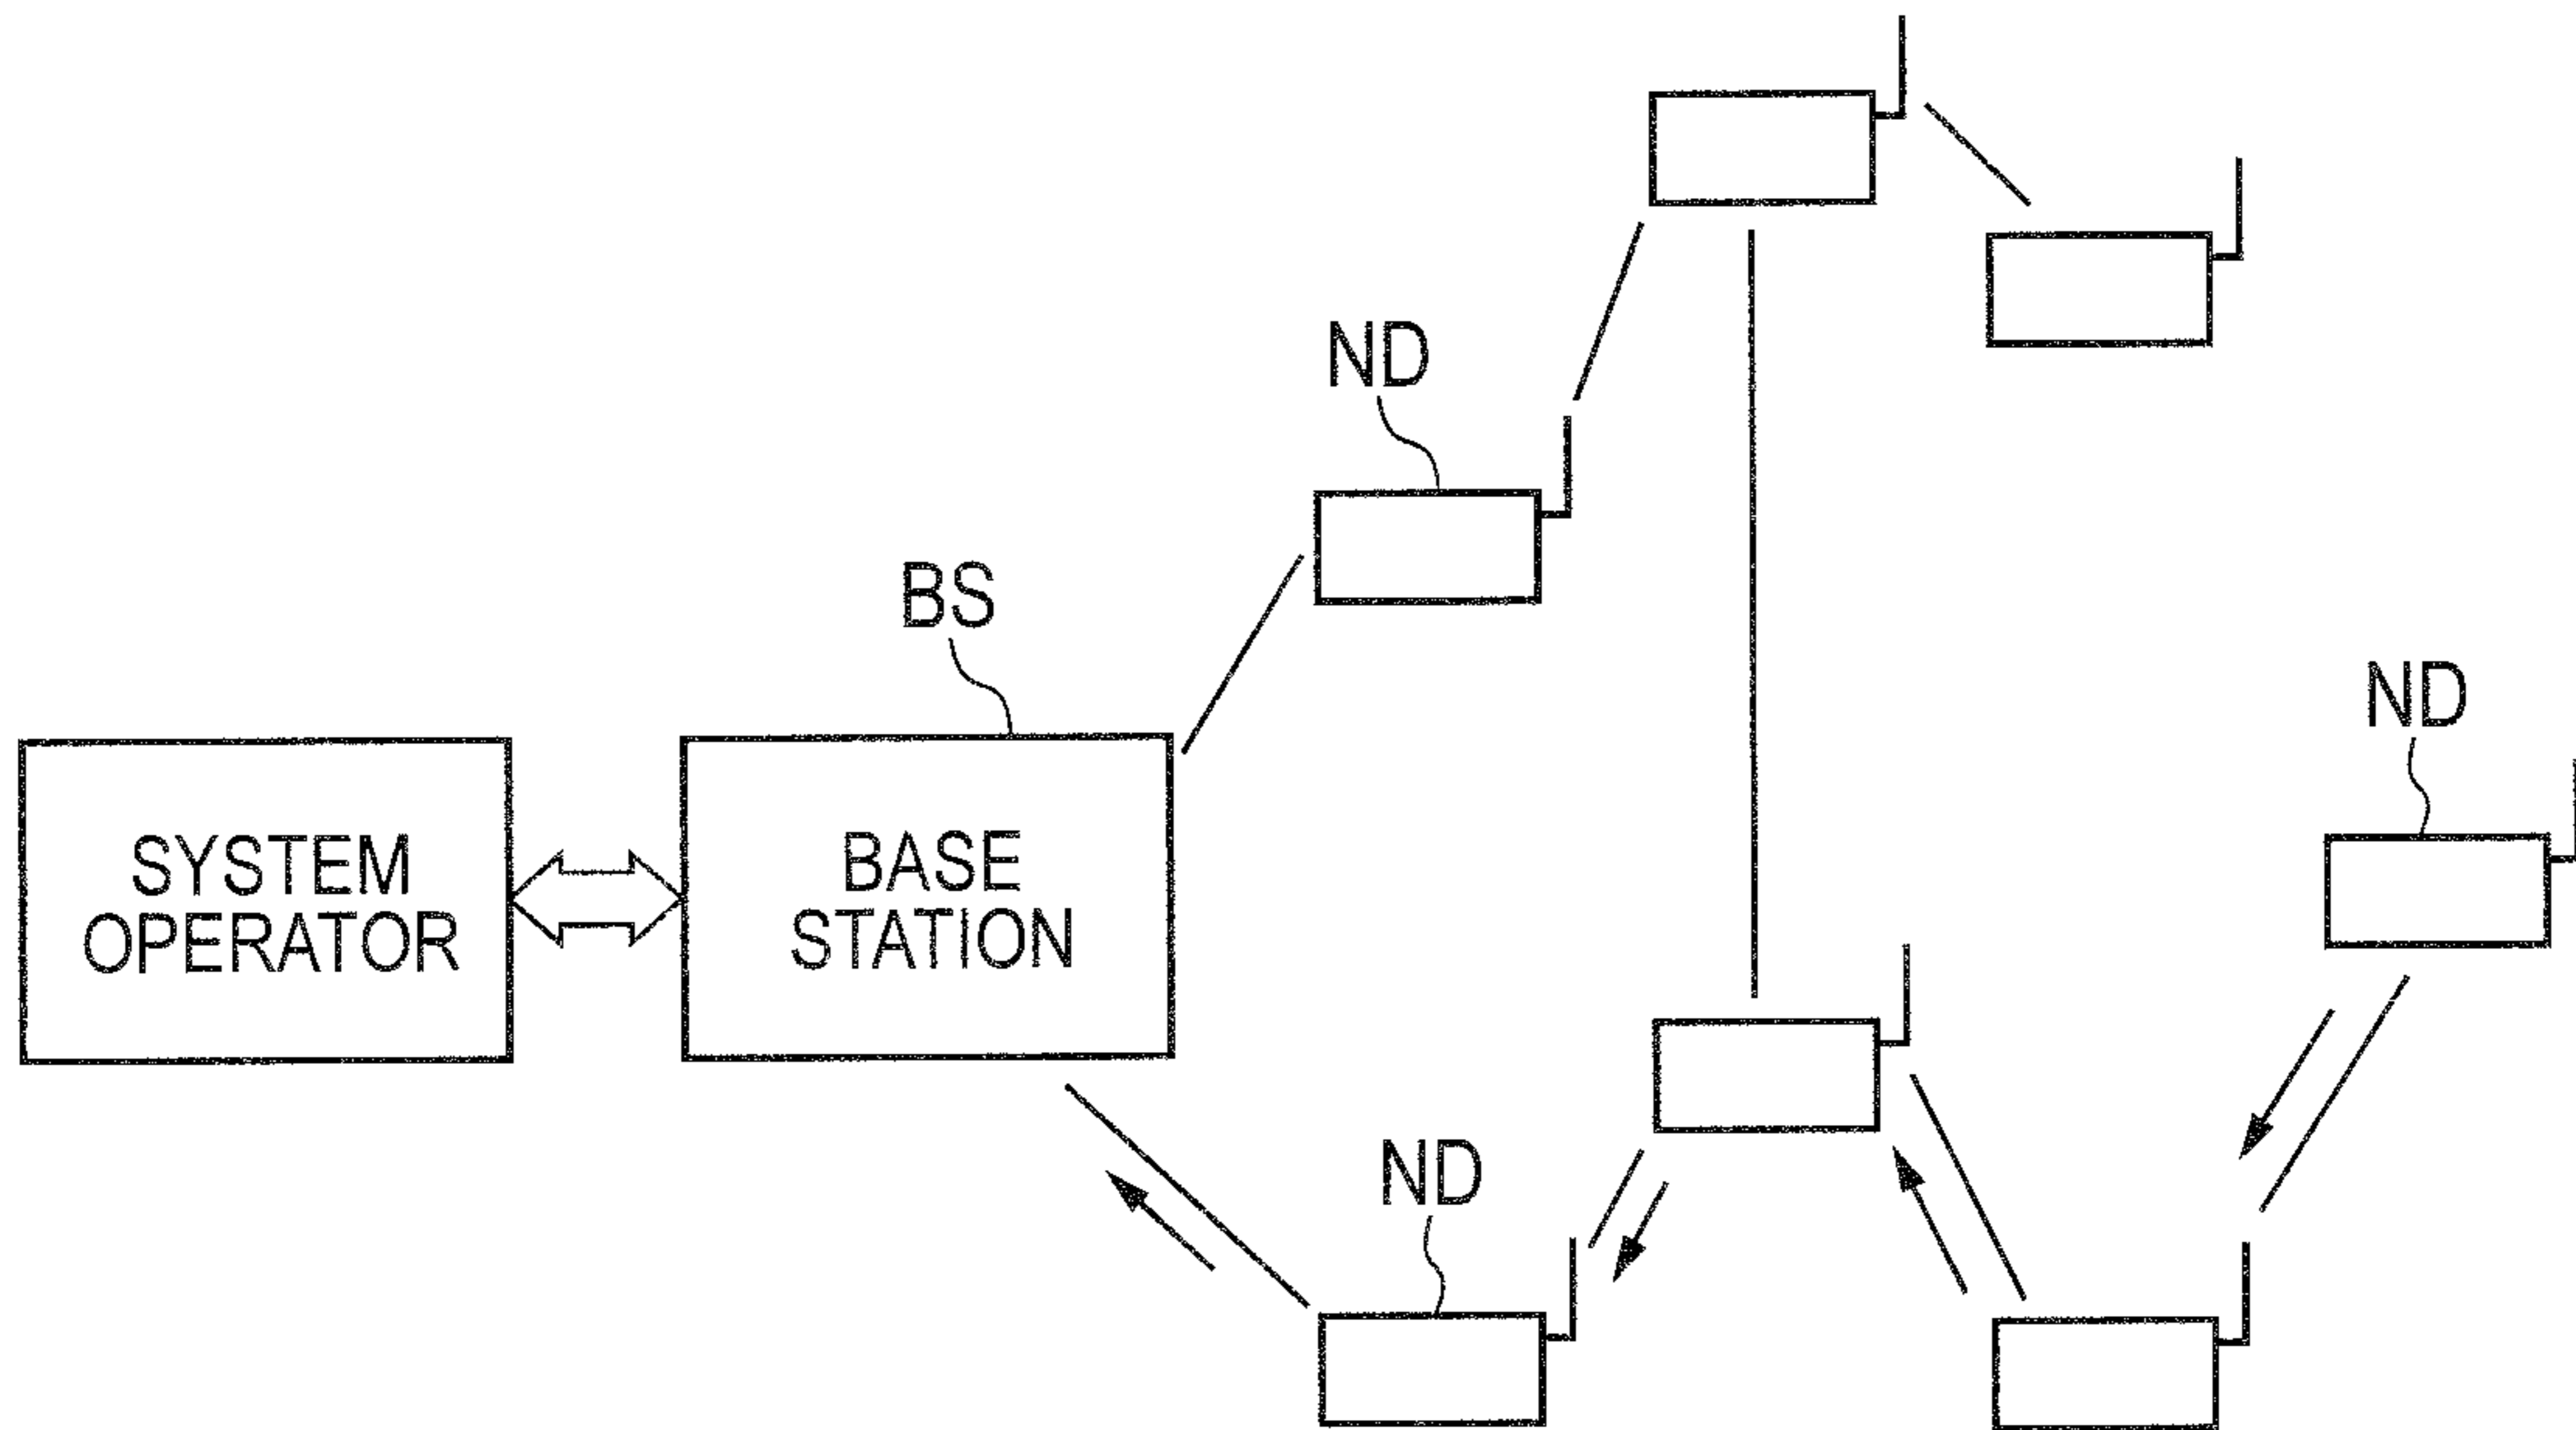 ND
BS
ND
SYSTEM
OPERATOR
BASE
STATION
ND